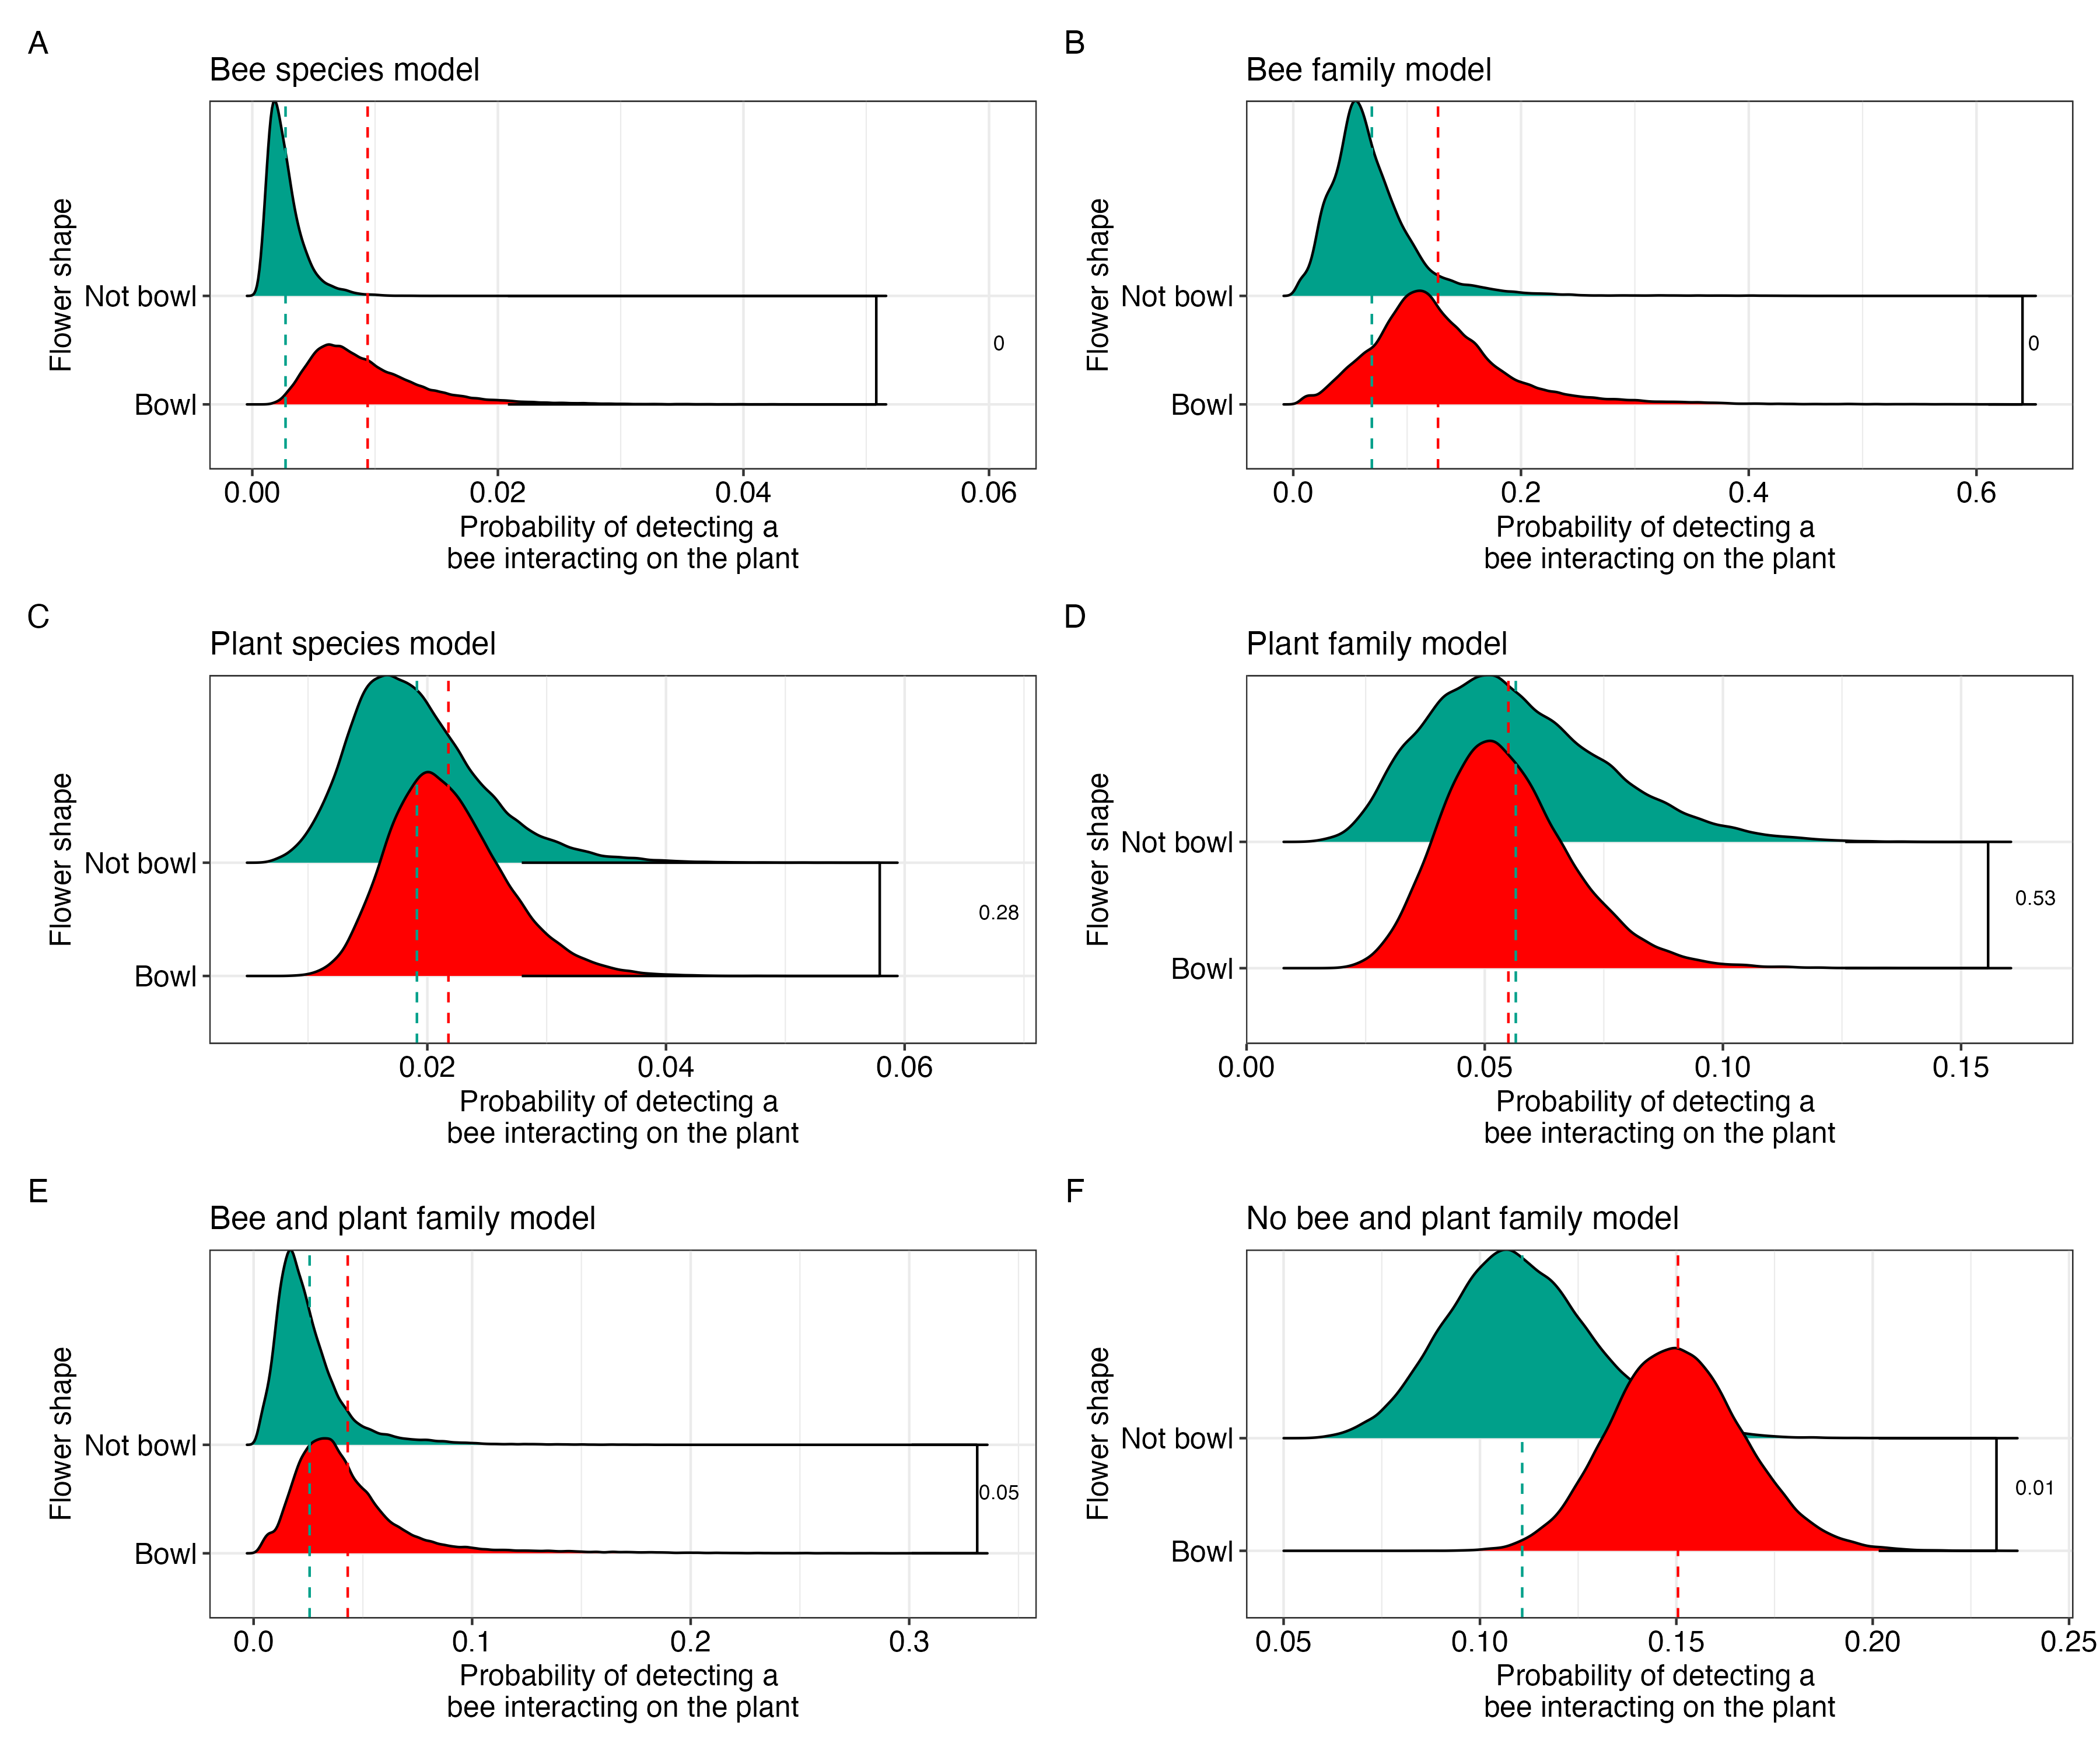 A
Bee species model
Flower shape
Not bowl
Bowl
0
0.00 0.02 0.04 0.06
Probability of detecting a
bee interacting on the plant
B
Bee family model
Flower shape
Not bowl
Bowl
0
0.0 0.2 0.4 0.6
Probability of detecting a
bee interacting on the plant
C
Plant species model
Flower shape
Not bowl
Bowl
0.28
0.02 0.04 0.06
Probability of detecting a
bee interacting on the plant
D
Plant family model
Flower shape
Not bowl
Bowl
0.53
0.00 0.05 0.10 0.15
Probability of detecting a
bee interacting on the plant
E
Bee and plant family model
Flower shape
Not bowl
Bowl
0.05
0.0 0.1 0.2 0.3
Probability of detecting a
bee interacting on the plant
F
No bee and plant family model
Flower shape
Not bowl
Bowl
0.01
0.05 0.10 0.15 0.20 0.25
Probability of detecting a
bee interacting on the plant